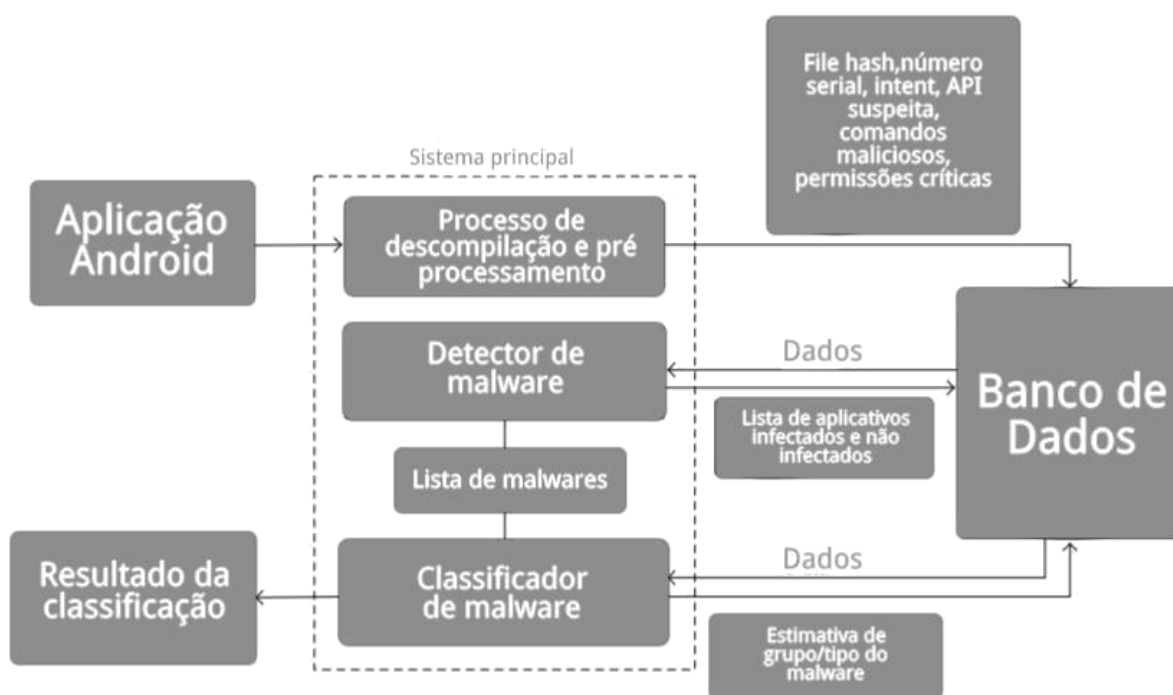 File hash,número
serial, intent, API
suspeita,
comandos
maliciosos,
permissões críticas
Sistema principal
Aplicação
Android
Processo de
descompilação e pré
processamento
Detector de
malware
Dados
Lista de aplicativos
infectados e não
infectados
Banco de
Dados
Lista de malwares
Resultado da
classificação
Classificador
de malware
Dados
Estimativa de
grupo/tipo do
malware